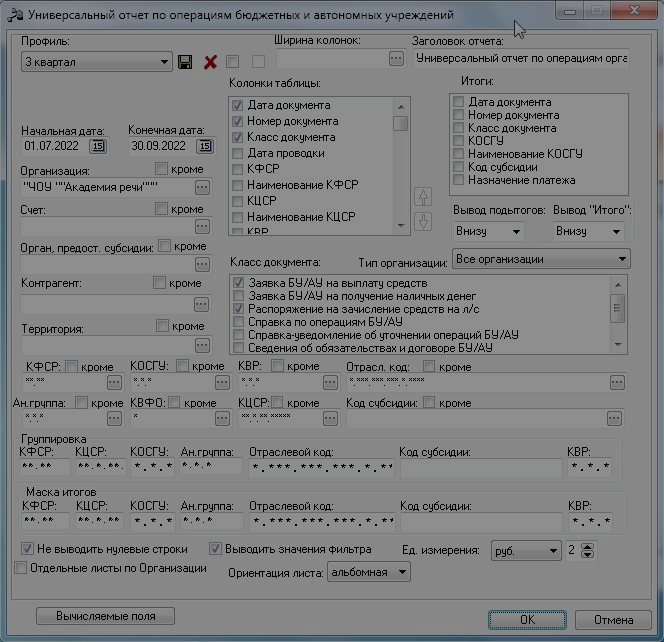 Универсальный отчет по операциям бюджетных и автономных учреждений
Профиль:
Ширина колонок:
Заголовок отчета:
3 квартал
Универсальный отчет по операциям орга
Колонки таблицы:
Итоги:
Дата документа
Номер документа
Класс документа
Дата проводки
КФСР
Наименование КФСР
КЦСР
Наименование КЦСР
КВР
Дата документа
Номер документа
Класс документа
КОСГУ
Наименование КОСГУ
Код субсидии
Назначение платежа
Начальная дата:
Конечная дата:
01.07.2022
15
30.09.2022
15
Организация:
кроме
"ЧОУ ""Академия речи"""
Счет:
кроме
Вывод подытогов:
Вывод "Итого":
Внизу
Внизу
Орган, предост. субсидии:
кроме
Класс документа:
Тип организации:
Все организации
Контрагент:
кроме
Заявка БУ/АУ на выплату средств
Заявка БУ/АУ на получение наличных денег
Распоряжение на зачисление средств на л/с
Справка по операциям БУ/АУ
Справка-уведомление об уточнении операций БУ/АУ
Сведения об обязательствах и договоре БУ/АУ
Территория:
кроме
КФСР:
кроме
КОСГУ:
кроме
КВР:
кроме
Отрасл. код:
кроме
**.**
*.*.*
*.*.*
*.***.***.***.*.***
Ан.группа:
кроме
КВФО:
кроме
КЦСР:
кроме
Код субсидии:
кроме
*.*.*
*
**.*.**.*****
Группировка
КФСР:
КЦСР:
КОСГУ:
Ан.группа:
Отраслевой код:
Код субсидии:
КВР:
**.**
**.**.
*.*.*
*.*.*
*.***.***.***.*.**
*.*.*
Маска итогов
КФСР:
КЦСР:
КОСГУ:
Ан.группа:
Отраслевой код:
Код субсидии:
КВР:
**.**
**.**.
*.*.*
*.*.*
*.***.***.***.*.**
*.*.*
Не выводить нулевые строки
Выводить значения фильтра
Ед. измерения:
руб.
2
Отдельные листы по Организации
Ориентация листа:
альбомная
Вычисляемые поля
OK
Отмена